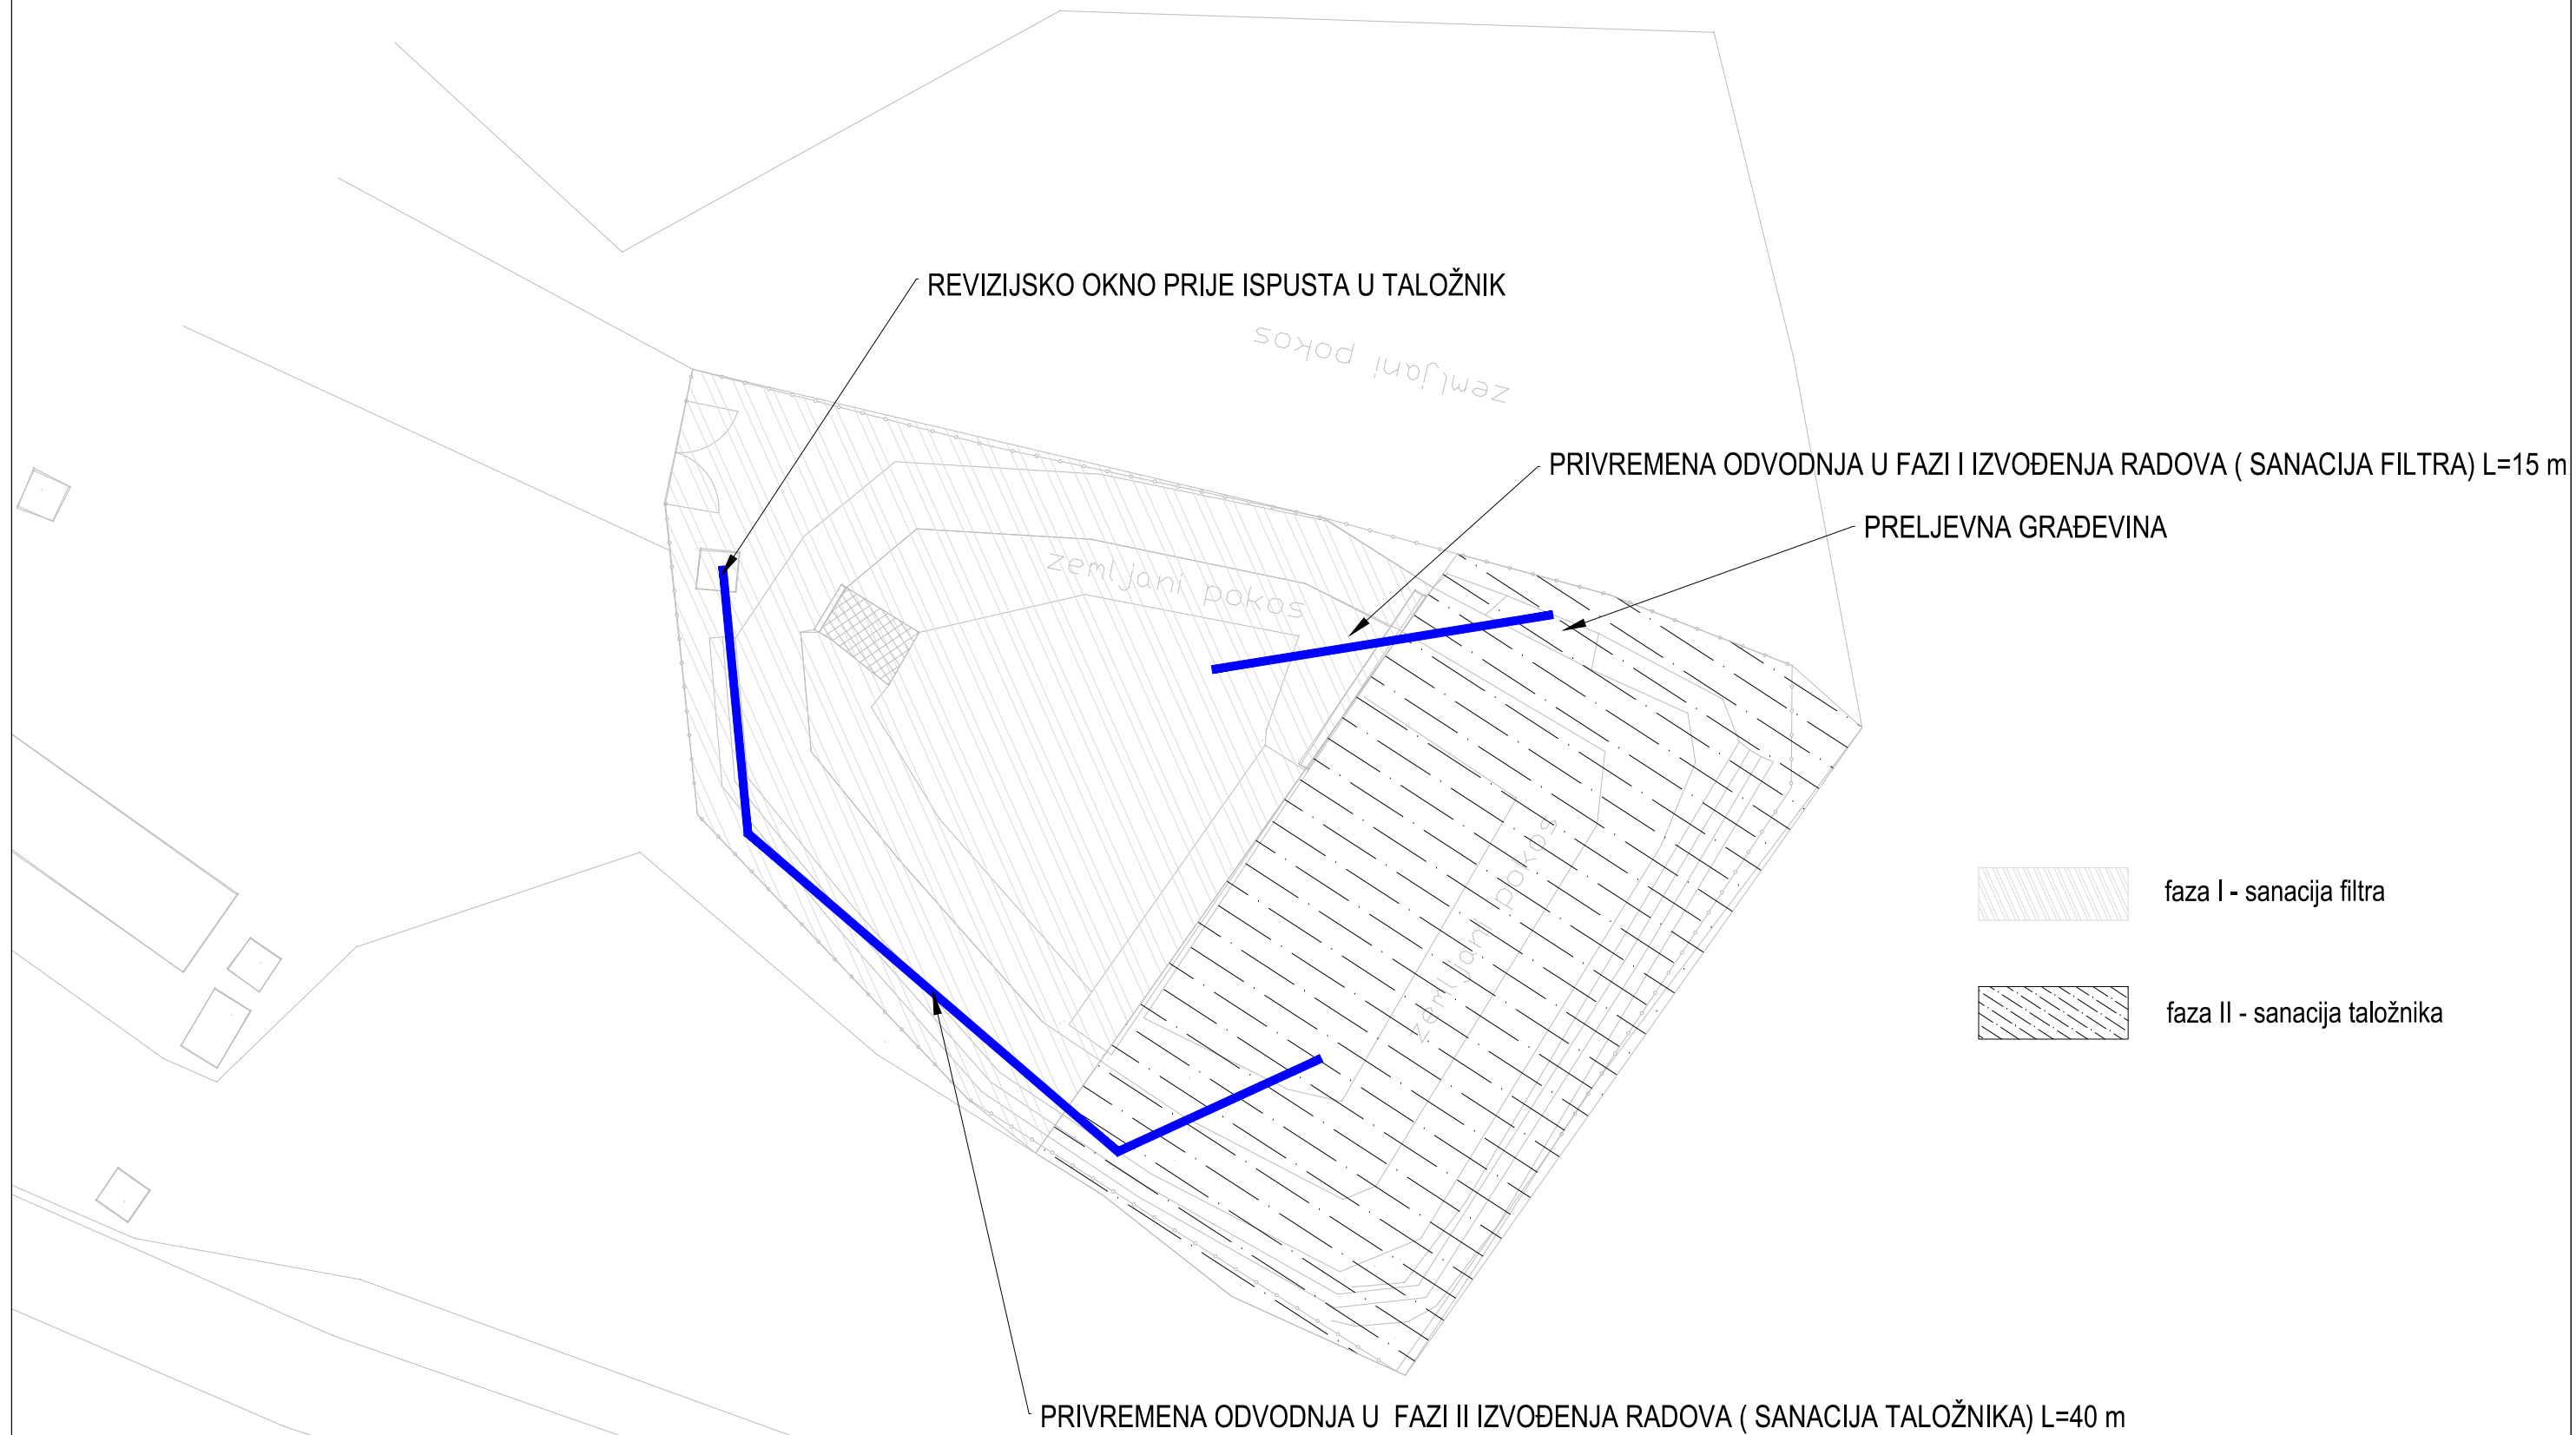 REVIZIJSKO OKNO PRIJE ISPUSTA U TALOŽNIK
zemljani pokos
PRIVREMENA ODVODNJA U FAZI I IZVOĐENJA RADOVA ( SANACIJA FILTRA) L=15 m
PRELJEVNA GRAĐEVINA
zemljani pokos
zemljani pokos
faza I - sanacija filtra
faza II - sanacija taložnika
PRIVREMENA ODVODNJA U  FAZI II IZVOĐENJA RADOVA ( SANACIJA TALOŽNIKA) L=40 m